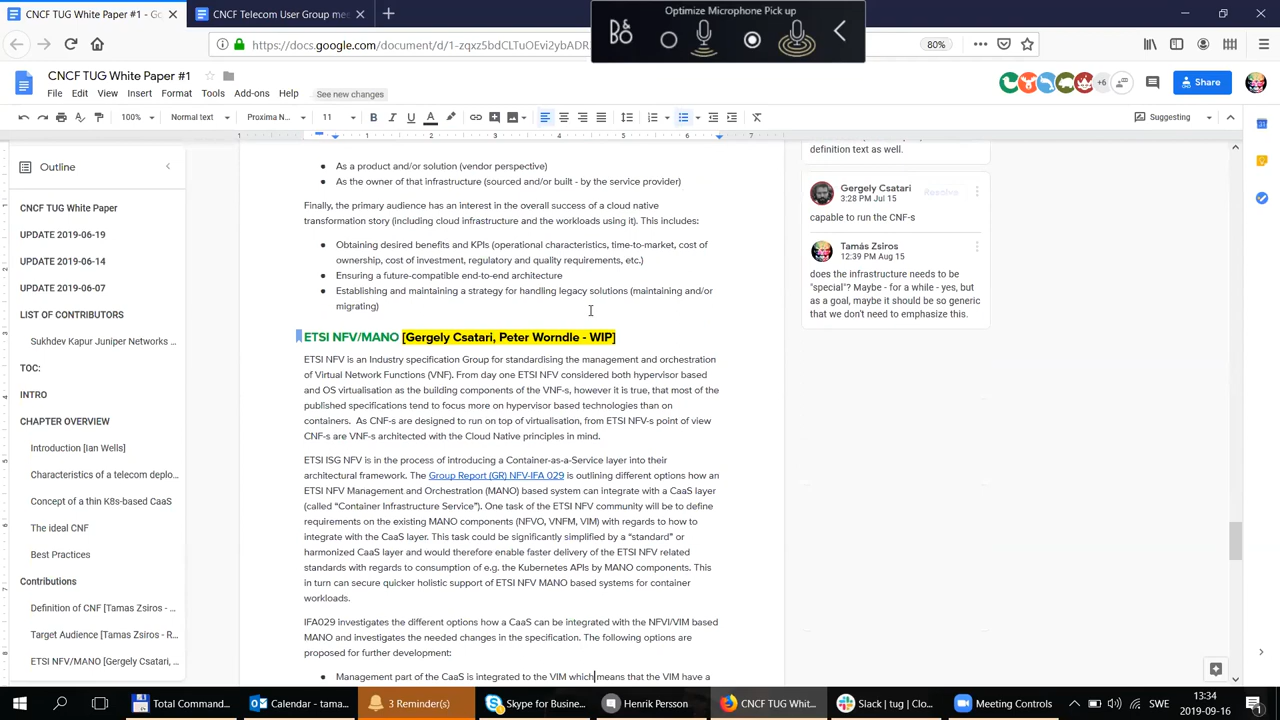 CNCF TUG White Paper #1 - Go
CNCF Telecom User Group mee
Optimize Microphone Pick up
B&O
https://docs.google.com/document/d/1-zqxz5bdCLTuOEvi2ybADR
80%
CNCF TUG White Paper #1
File Edit View Insert Format Tools Add-ons Help See new changes
+6
Share
100% Normal text Proxima N... 11 B I U A
Suggesting
1 1 2 3 4 5 6 7
Outline
CNCF TUG White Paper
UPDATE 2019-06-19
UPDATE 2019-06-14
UPDATE 2019-06-07
LIST OF CONTRIBUTORS
Sukhdev Kapur Juniper Networks ...
TOC:
INTRO
CHAPTER OVERVIEW
Introduction [Ian Wells]
Characteristics of a telecom deplo...
Concept of a thin K8s-based CaaS
The ideal CNF
Best Practices
Contributions
Definition of CNF [Tamas Zsiros - ...
Target Audience [Tamas Zsiros - R...
ETSI NFV/MANO [Gergely Csatari, ...
● As a product and/or solution (vendor perspective)
● As the owner of that infrastructure (sourced and/or built - by the service provider)
Finally, the primary audience has an interest in the overall success of a cloud native
transformation story (including cloud infrastructure and the workloads using it). This includes:
● Obtaining desired benefits and KPIs (operational characteristics, time-to-market, cost of
ownership, cost of investment, regulatory and quality requirements, etc.)
● Ensuring a future-compatible end-to-end architecture
● Establishing and maintaining a strategy for handling legacy solutions (maintaining and/or
migrating)
ETSI NFV/MANO [Gergely Csatari, Peter Worndle - WIP]
ETSI NFV is an Industry specification Group for standardising the management and orchestration
of Virtual Network Functions (VNF). From day one ETSI NFV considered both hypervisor based
and OS virtualisation as the building components of the VNF-s, however it is true, that most of the
published specifications tend to focus more on hypervisor based technologies than on
containers. As CNF-s are designed to run on top of virtualisation, from ETSI NFV-s point of view
CNF-s are VNF-s architected with the Cloud Native principles in mind.
ETSI ISG NFV is in the process of introducing a Container-as-a-Service layer into their
architectural framework. The Group Report (GR) NFV-IFA 029 is outlining different options how an
ETSI NFV Management and Orchestration (MANO) based system can integrate with a CaaS layer
(called “Container Infrastructure Service”). One task of the ETSI NFV community will be to define
requirements on the existing MANO components (NFVO, VNFM, VIM) with regards to how to
integrate with the CaaS layer. This task could be significantly simplified by a “standard” or
harmonized CaaS layer and would therefore enable faster delivery of the ETSI NFV related
standards with regards to consumption of e.g. the Kubernetes APIs by MANO components. This
in turn can secure quicker holistic support of ETSI NFV MANO based systems for container
workloads.
IFA029 investigates the different options how a CaaS can be integrated with the NFVI/VIM based
MANO and investigates the needed changes in the specification. The following options are
proposed for further development:
● Management part of the CaaS is integrated to the VIM which means that the VIM have a
definition text as well.
Gergely Csatari Resolve
3:28 PM Jul 15
capable to run the CNF-s
Tamás Zsiros
12:39 PM Aug 15
does the infrastructure needs to be
"special"? Maybe - for a while - yes, but
as a goal, maybe it should be so generic
that we don't need to emphasize this.
Total Command... Calendar - tama... 3 Reminder(s) Skype for Busine... Henrik Persson CNCF TUG Whit... Slack | tug | Clo... Meeting Controls SWE
13:34
2019-09-16